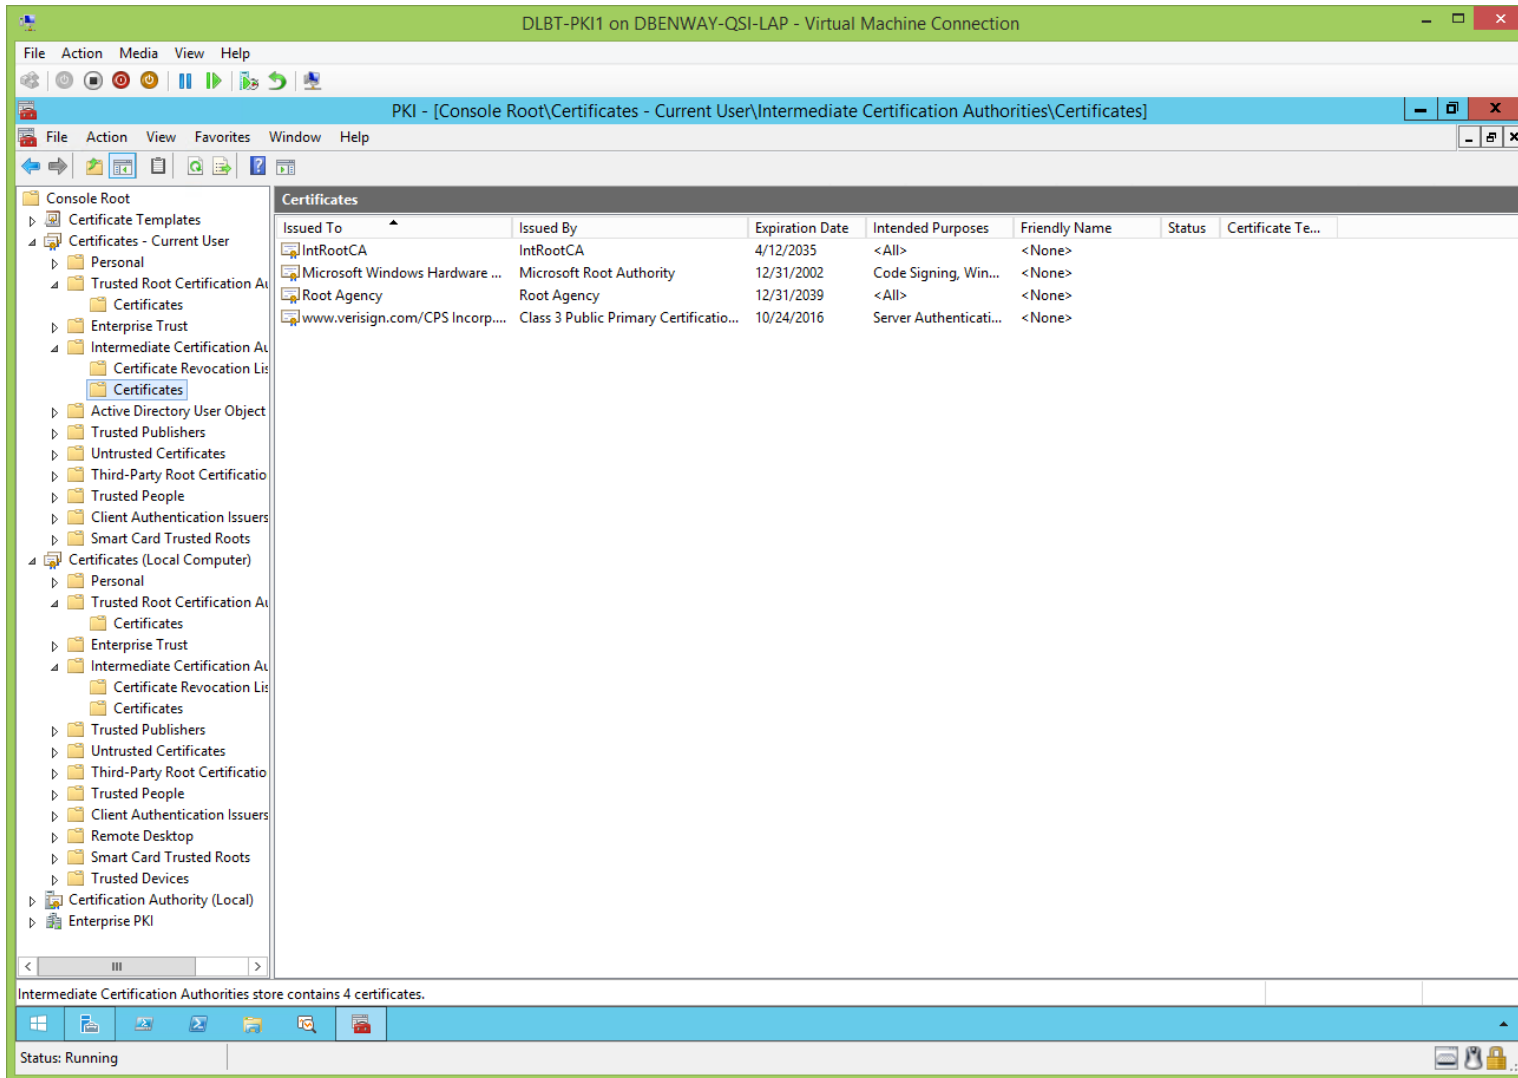 DLBT-PKI1 on DBENWAY-QSI-LAP - Virtual Machine Connection
File Action Media View Help
PKI - [Console Root\Certificates - Current User\Intermediate Certification Authorities\Certificates]
File Action View Favorites Window Help
Console Root
Certificate Templates
Certificates - Current User
Personal
Trusted Root Certification Au
Certificates
Enterprise Trust
Intermediate Certification Au
Certificate Revocation Lis
Certificates
Active Directory User Object
Trusted Publishers
Untrusted Certificates
Third-Party Root Certificatio
Trusted People
Client Authentication Issuers
Smart Card Trusted Roots
Certificates (Local Computer)
Personal
Trusted Root Certification Au
Certificates
Enterprise Trust
Intermediate Certification Au
Certificate Revocation Lis
Certificates
Trusted Publishers
Untrusted Certificates
Third-Party Root Certificatio
Trusted People
Client Authentication Issuers
Remote Desktop
Smart Card Trusted Roots
Trusted Devices
Certification Authority (Local)
Enterprise PKI
Certificates
Issued To Issued By Expiration Date Intended Purposes Friendly Name Status Certificate Te...
IntRootCA IntRootCA 4/12/2035 <All> <None>
Microsoft Windows Hardware ... Microsoft Root Authority 12/31/2002 Code Signing, Win... <None>
Root Agency Root Agency 12/31/2039 <All> <None>
www.verisign.com/CPS Incorp.... Class 3 Public Primary Certificatio... 10/24/2016 Server Authenticati... <None>
Intermediate Certification Authorities store contains 4 certificates.
Status: Running